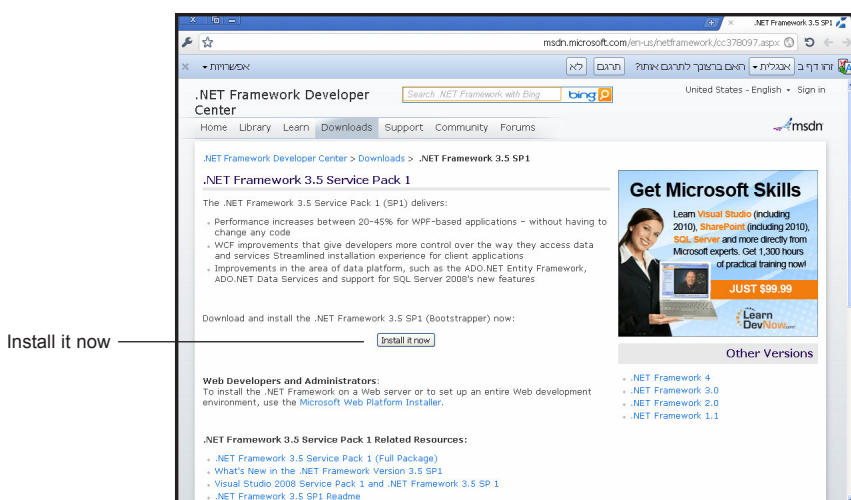 .NET Framework 3.5 SP1
msdn.microsoft.com/en-us/netframework/cc378097.aspx
זהו דף ב אנגלית האם ברצונך לתרגם אותו? תרגם לא אפשרויות
United States - English Sign in
.NET Framework Developer
Center
Search .NET Framework with Bing
bing
Home Library Learn Downloads Support Community Forums
msdn
.NET Framework Developer Center > Downloads > .NET Framework 3.5 SP1
.NET Framework 3.5 Service Pack 1
The .NET Framework 3.5 Service Pack 1 (SP1) delivers:
Performance increases between 20-45% for WPF-based applications – without having to
change any code
WCF improvements that give developers more control over the way they access data
and services Streamlined installation experience for client applications
Improvements in the area of data platform, such as the ADO.NET Entity Framework,
ADO.NET Data Services and support for SQL Server 2008's new features
Download and install the .NET Framework 3.5 SP1 (Bootstrapper) now:
Install it now
Install it now
Web Developers and Administrators:
To install the .NET Framework on a Web server or to set up an entire Web development
environment, use the Microsoft Web Platform Installer.
.NET Framework 3.5 Service Pack 1 Related Resources:
.NET Framework 3.5 Service Pack 1 (Full Package)
What's New in the .NET Framework Version 3.5 SP1
Visual Studio 2008 Service Pack 1 and .NET Framework 3.5 SP 1
.NET Framework 3.5 SP1 Readme
Get Microsoft Skills
Learn Visual Studio (including
2010), SharePoint (including 2010),
SQL Server and more directly from
Microsoft experts. Get 1,300 hours
of practical training now!
JUST $99.99
Learn
DevNow.com
Other Versions
.NET Framework 4
.NET Framework 3.0
.NET Framework 2.0
.NET Framework 1.1